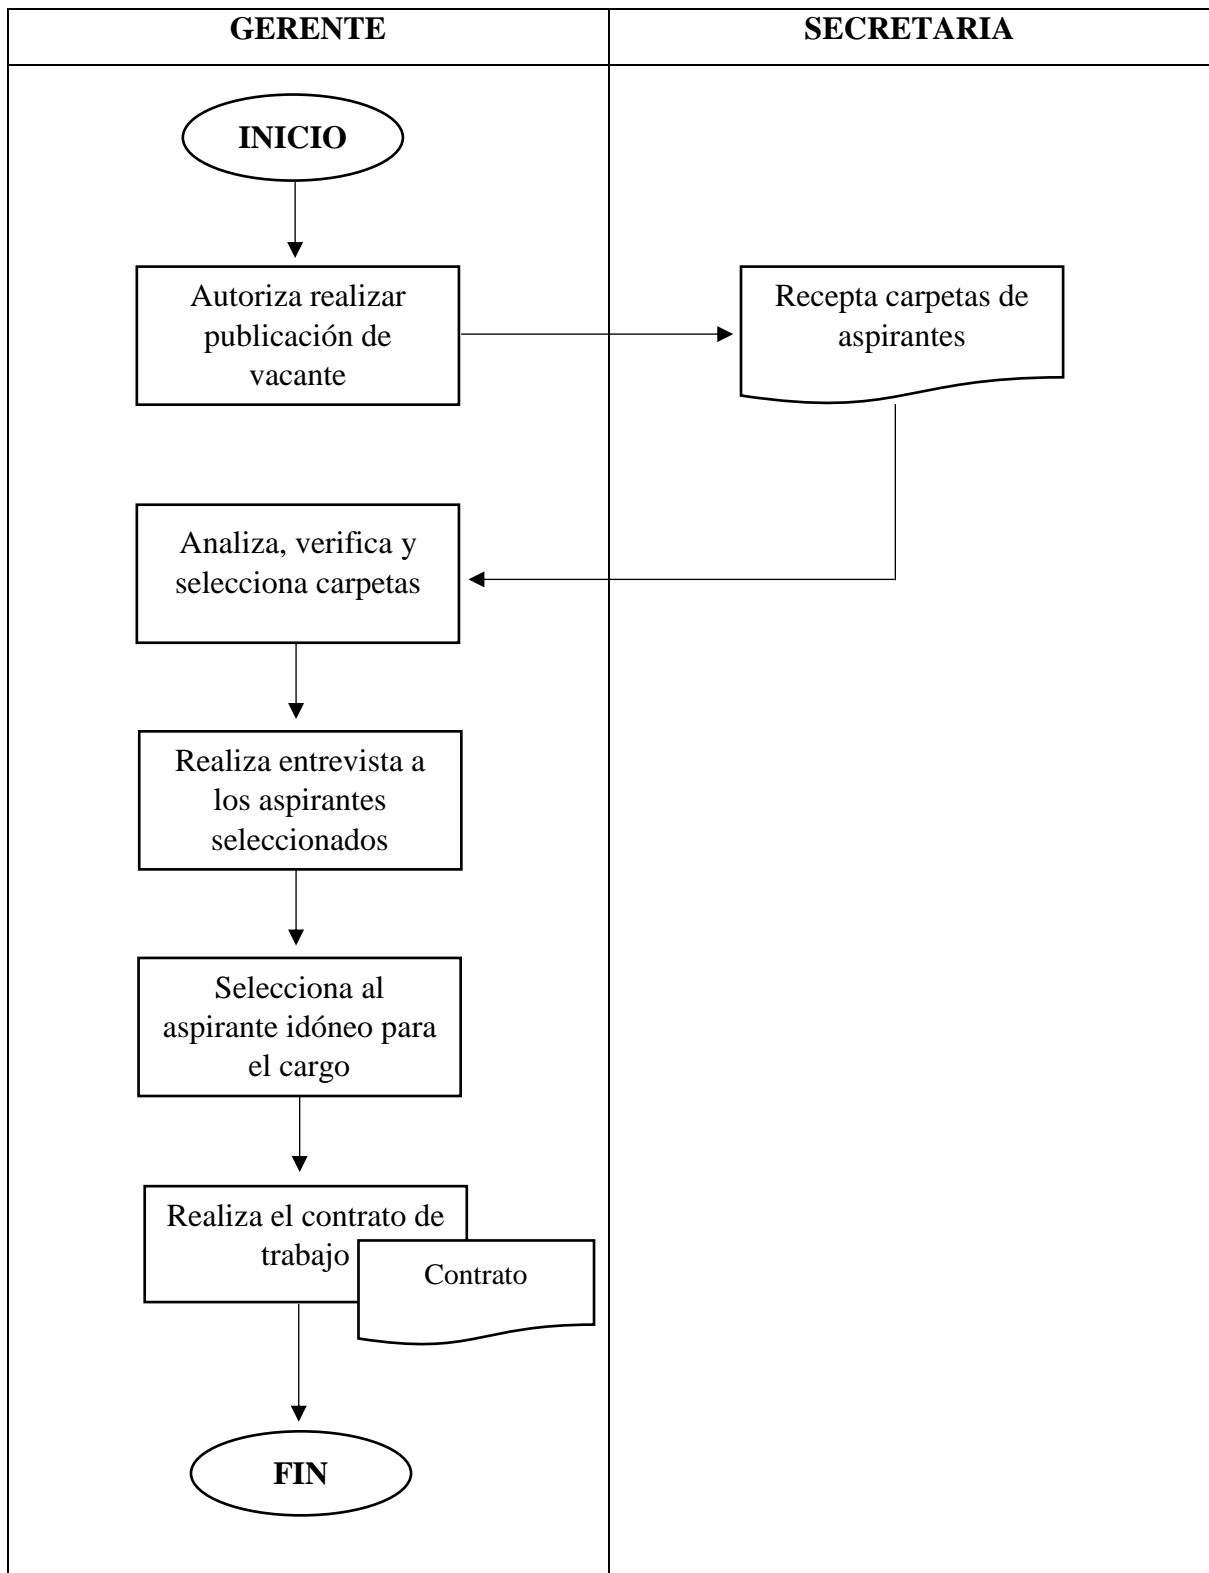 GERENTE
SECRETARIA
INICIO
Autoriza realizar
publicación de
vacante
Recepta carpetas de
aspirantes
Analiza, verifica y
selecciona carpetas
Realiza entrevista a
los aspirantes
seleccionados
Selecciona al
aspirante idóneo para
el cargo
Realiza el contrato de
trabajo
Contrato
FIN